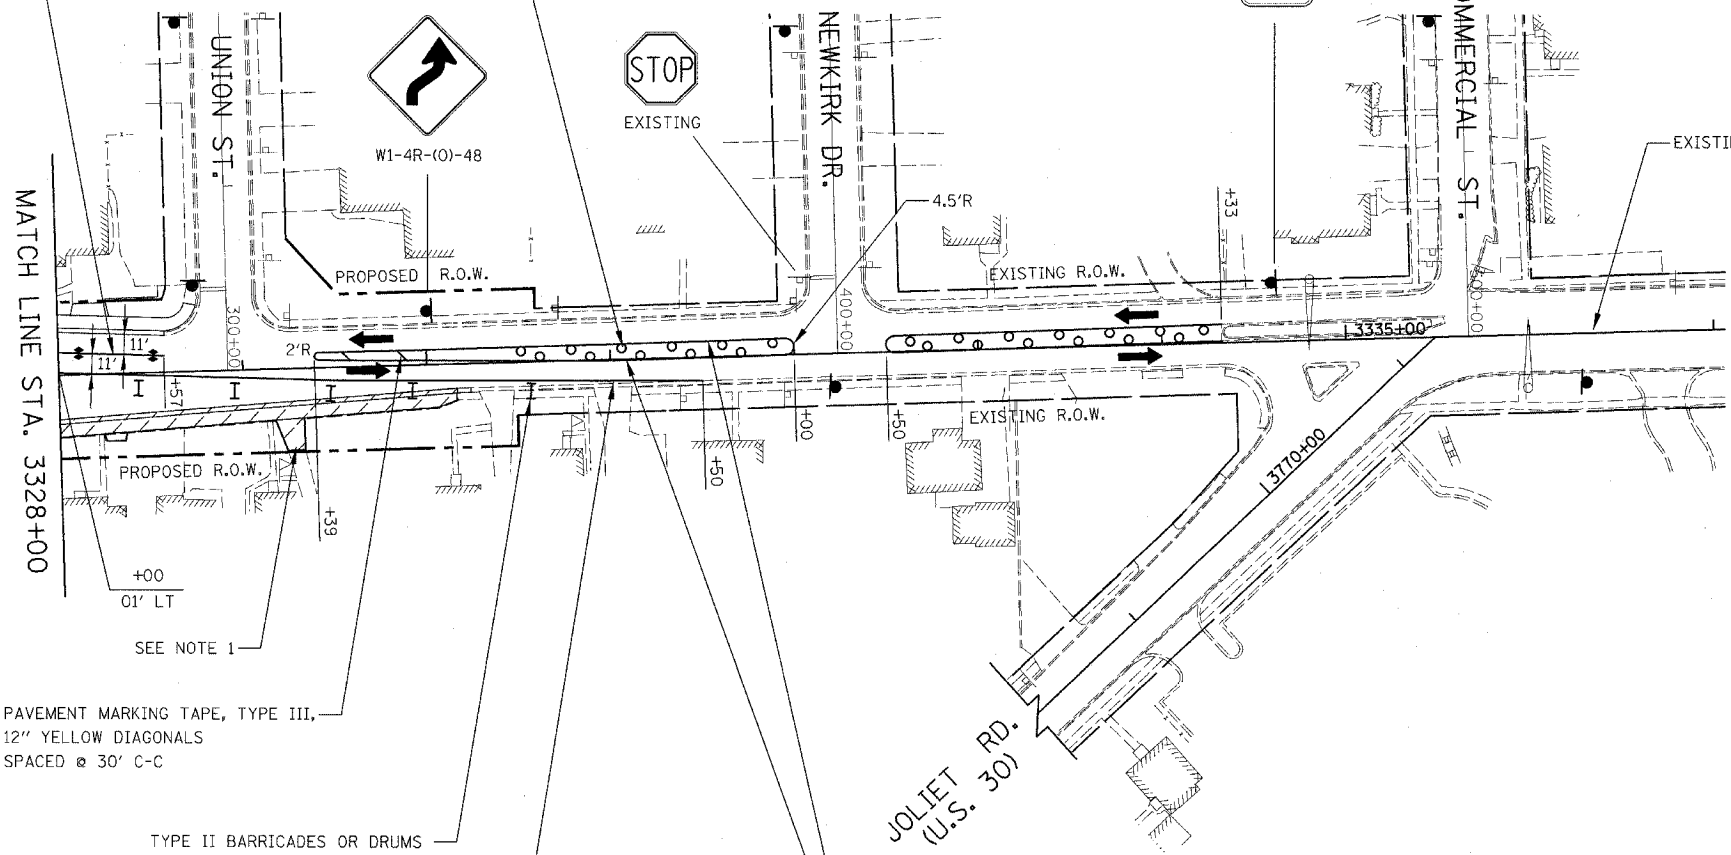 UNION ST.
W1-4R-(O)-48
STOP
EXISTING
NEWKIRK DR.
OMMERCIAL ST.
EXISTI
4.5'R
+33
MATCH LINE STA. 3328+00
PROPOSED R.O.W.
EXISTING R.O.W.
300+00
400+00
11'
11'
2'R
3335+00
+57
+00
+50
EXISTING R.O.W.
PROPOSED R.O.W.
+50
+39
3770+00
+00
01' LT
SEE NOTE 1
PAVEMENT MARKING TAPE, TYPE III,
12" YELLOW DIAGONALS
SPACED @ 30' C-C
JOLIET RD.
(U.S. 30)
TYPE II BARRICADES OR DRUMS